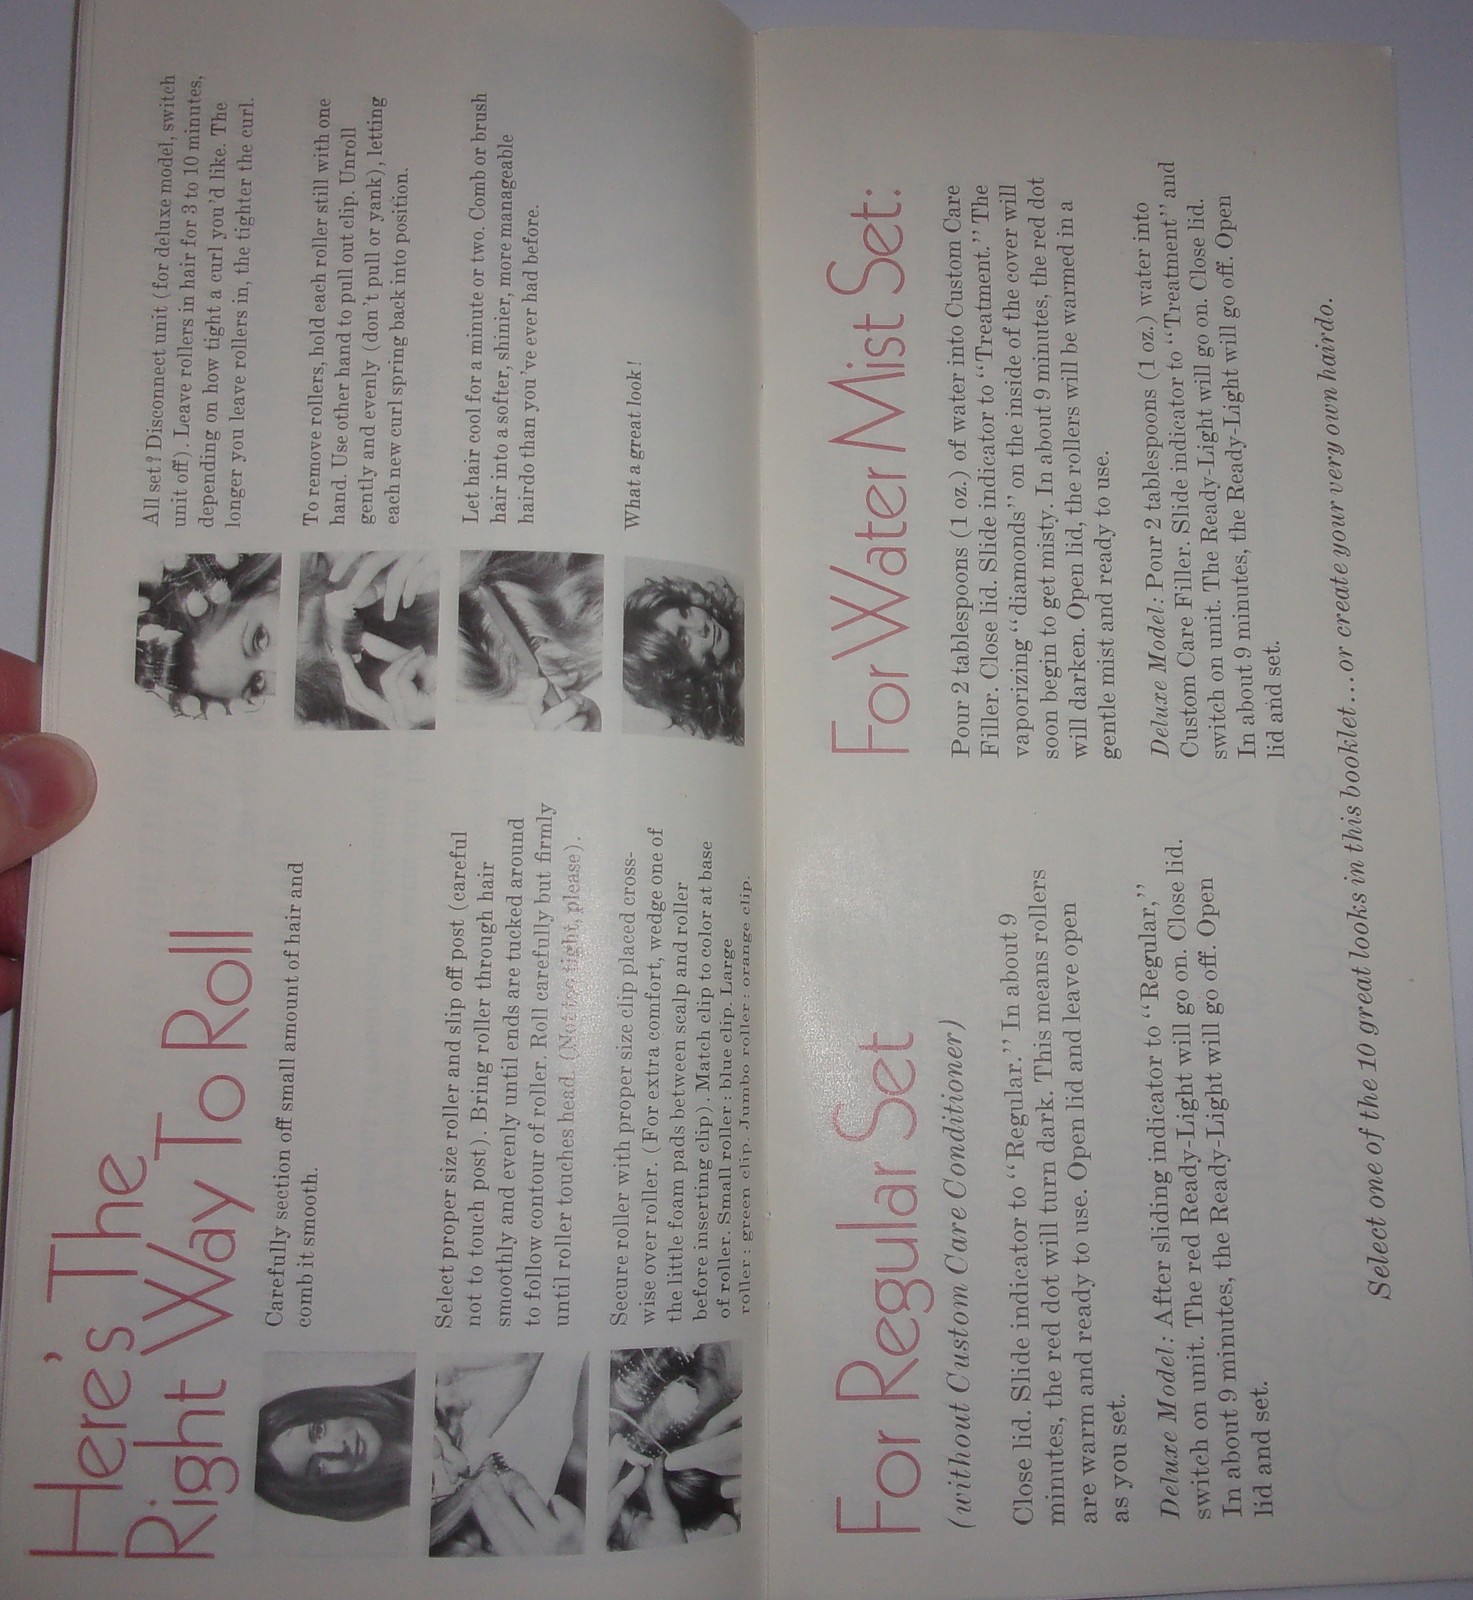 Here's The
Right Way To Roll
Carefully section off small amount of hair and
comb it smooth.
Select proper size roller and slip off post (careful
not to touch post). Bring roller through hair
smoothly and evenly until ends are tucked around
to follow contour of roller. Roll carefully but firmly
until roller touches head. (Not too tight, please).
Secure roller with proper size clip placed cross-
wise over roller. (For extra comfort, wedge one of
the little foam pads between scalp and roller
before inserting clip). Match clip to color at base
of roller. Small roller: blue clip. Large
roller: green clip. Jumbo roller: orange clip.
All set? Disconnect unit (for deluxe model, switch
unit off). Leave rollers in hair for 3 to 10 minutes,
depending on how tight a curl you'd like. The
longer you leave rollers in, the tighter the curl.
To remove rollers, hold each roller still with one
hand. Use other hand to pull out clip. Unroll
gently and evenly (don't pull or yank), letting
each new curl spring back into position.
Let hair cool for a minute or two. Comb or brush
hair into a softer, shinier, more manageable
hairdo than you've ever had before.
What a great look!
For Regular Set
(without Custom Care Conditioner)
Close lid. Slide indicator to "Regular." In about 9
minutes, the red dot will turn dark. This means rollers
are warm and ready to use. Open lid and leave open
as you set.
Deluxe Model: After sliding indicator to "Regular,"
switch on unit. The red Ready-Light will go on. Close lid.
In about 9 minutes, the Ready-Light will go off. Open
lid and set.
For Water Mist Set:
Pour 2 tablespoons (1 oz.) of water into Custom Care
Filler. Close lid. Slide indicator to "Treatment." The
vaporizing "diamonds" on the inside of the cover will
soon begin to get misty. In about 9 minutes, the red dot
will darken. Open lid, the rollers will be warmed in a
gentle mist and ready to use.
Deluxe Model: Pour 2 tablespoons (1 oz.) water into
Custom Care Filler. Slide indicator to "Treatment" and
switch on unit. The Ready-Light will go on. Close lid.
In about 9 minutes, the Ready-Light will go off. Open
lid and set.
Select one of the 10 great looks in this booklet...or create your very own hairdo.